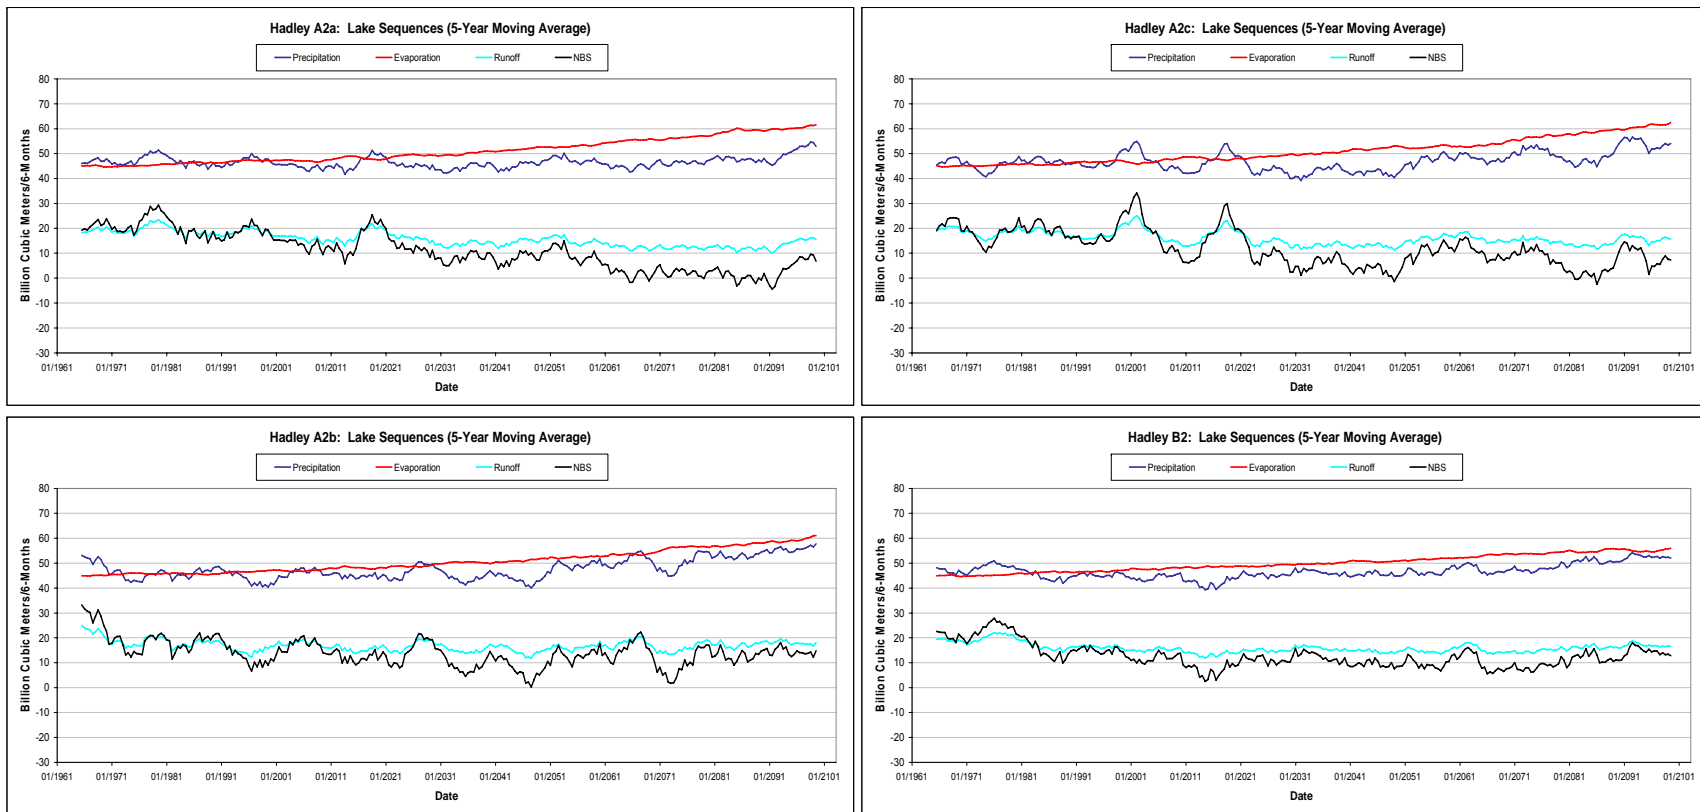 Hadley A2a: Lake Sequences (5-Year Moving Average)
Precipitation Evaporation Runoff NBS
Billion Cubic Meters/6-Months
80
70
60
50
40
30
20
10
0
-10
-20
-30
01/1961 01/1971 01/1981 01/1991 01/2001 01/2011 01/2021 01/2031 01/2041 01/2051 01/2061 01/2071 01/2081 01/2091 01/2101
Date
Hadley A2c: Lake Sequences (5-Year Moving Average)
Precipitation Evaporation Runoff NBS
Billion Cubic Meters/6-Months
80
70
60
50
40
30
20
10
0
-10
-20
-30
01/1961 01/1971 01/1981 01/1991 01/2001 01/2011 01/2021 01/2031 01/2041 01/2051 01/2061 01/2071 01/2081 01/2091 01/2101
Date
Hadley A2b: Lake Sequences (5-Year Moving Average)
Precipitation Evaporation Runoff NBS
Billion Cubic Meters/6-Months
80
70
60
50
40
30
20
10
0
-10
-20
-30
01/1961 01/1971 01/1981 01/1991 01/2001 01/2011 01/2021 01/2031 01/2041 01/2051 01/2061 01/2071 01/2081 01/2091 01/2101
Date
Hadley B2: Lake Sequences (5-Year Moving Average)
Precipitation Evaporation Runoff NBS
Billion Cubic Meters/6-Months
80
70
60
50
40
30
20
10
0
-10
-20
-30
01/1961 01/1971 01/1981 01/1991 01/2001 01/2011 01/2021 01/2031 01/2041 01/2051 01/2061 01/2071 01/2081 01/2091 01/2101
Date